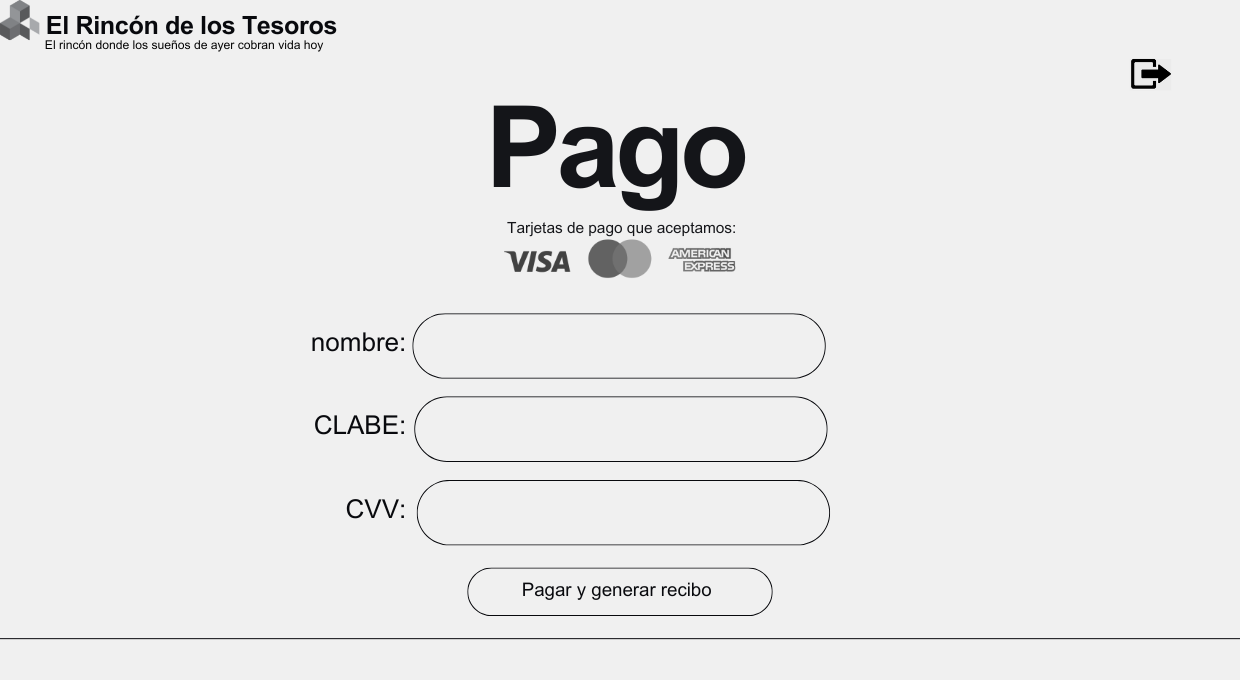 El Rincón de los Tesoros
El rincón donde los sueños de ayer cobran vida hoy
Pago
Tarjetas de pago que aceptamos:
VISA
AMERICAN
EXPRESS
nombre:
CLABE:
CVV:
Pagar y generar recibo